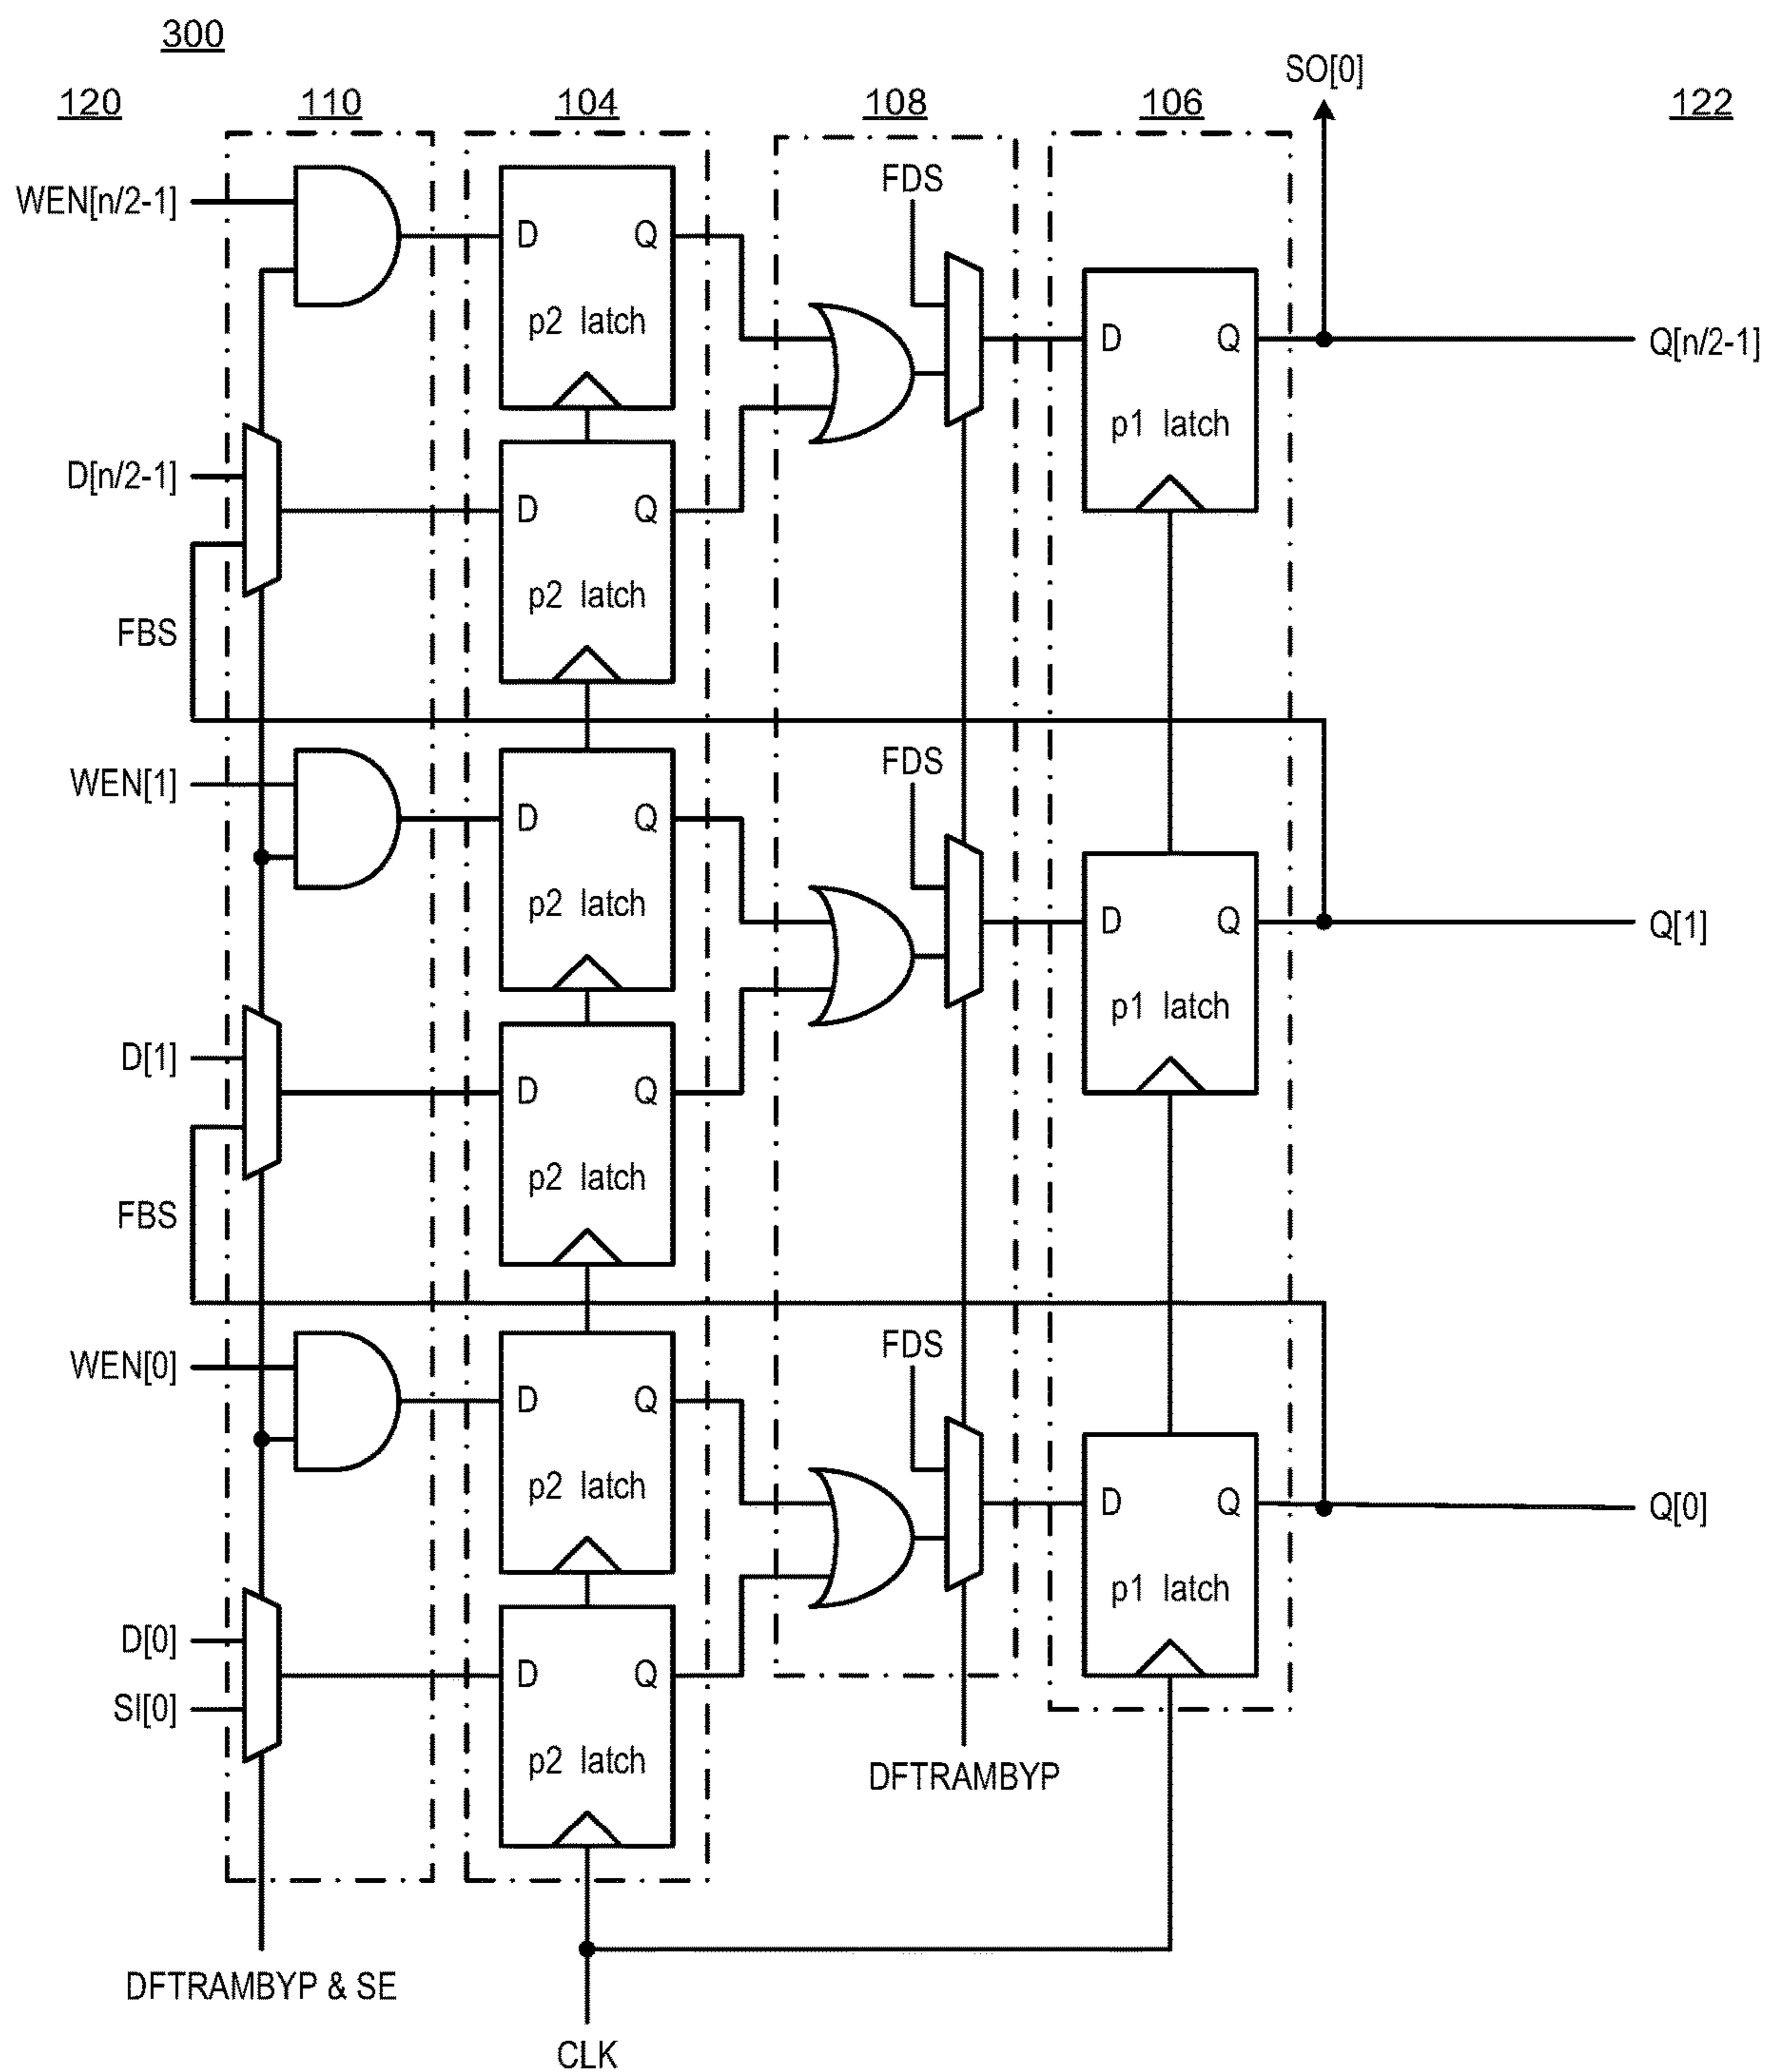 300
SO[0]
120 110 104 108 106 122
FDS
WEN[n/2-1]
D Q
p2 latch
D Q
Q[n/2-1]
p1 latch
D[n/2-1]
D Q
p2 latch
FBS
FDS
WEN[1]
D Q
p2 latch
D Q
Q[1]
p1 latch
D[1]
D Q
p2 latch
FBS
FDS
WEN[0]
D Q
p2 latch
D Q
Q[0]
p1 latch
D[0]
D Q
SI[0]
p2 latch
DFTRAMBYP
DFTRAMBYP & SE
CLK